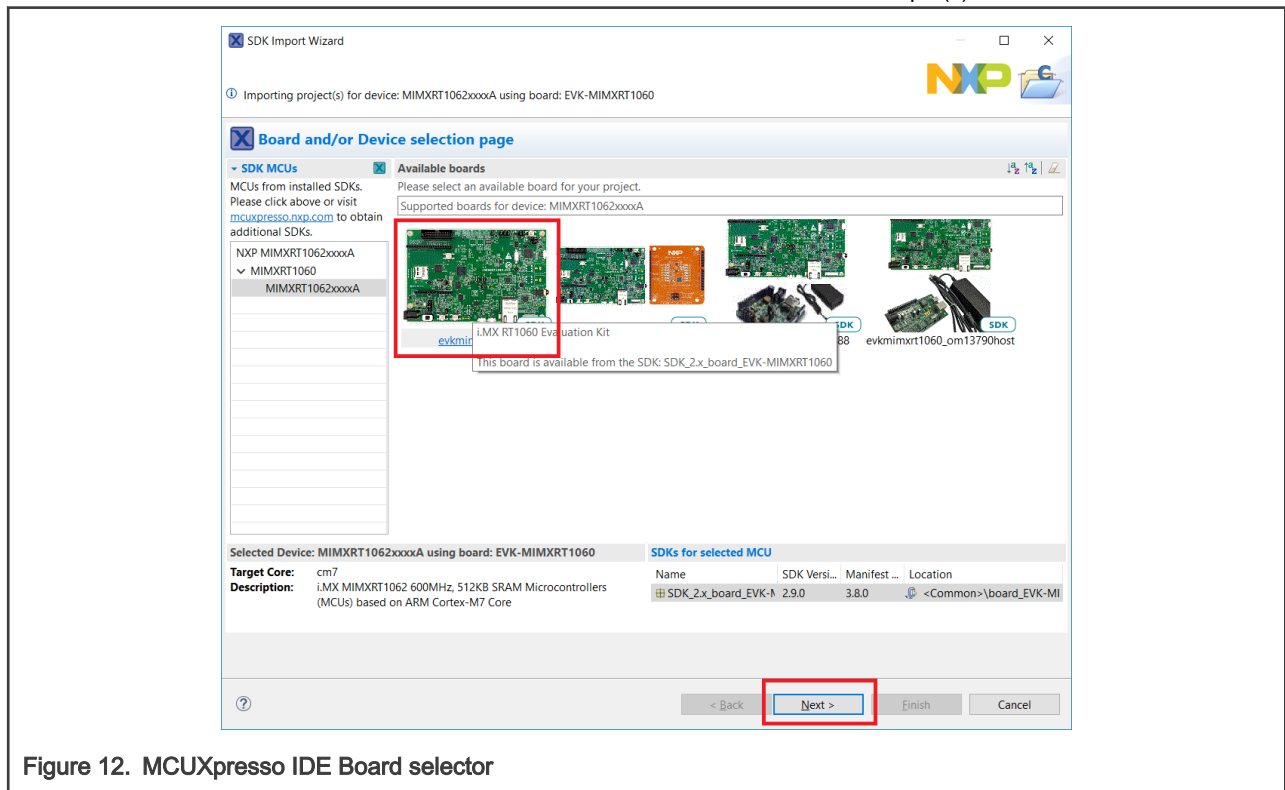 SDK Import Wizard
NXP
Importing project(s) for device: MIMXRT1062xxxxA using board: EVK-MIMXRT1060
Board and/or Device selection page
SDK MCUs
MCUs from installed SDKs.
Please click above or visit
mcuxpresso.nxp.com to obtain
additional SDKs.
NXP MIMXRT1062xxxxA
MIMXRT1060
MIMXRT1062xxxxA
Available boards
Please select an available board for your project.
Supported boards for device: MIMXRT1062xxxxA
SDK
SDK
evkmim
88
evkmimxrt1060_om13790host
i.MX RT1060 Evaluation Kit
This board is available from the SDK: SDK_2.x_board_EVK-MIMXRT1060
Selected Device: MIMXRT1062xxxxA using board: EVK-MIMXRT1060
Target Core: cm7
Description: i.MX MIMXRT1062 600MHz, 512KB SRAM Microcontrollers
(MCUs) based on ARM Cortex-M7 Core
SDKs for selected MCU
Name SDK Versi... Manifest ... Location
SDK_2.x_board_EVK-M 2.9.0 3.8.0 <Common>\board_EVK-MI
< Back Next > Finish Cancel
Figure 12. MCUXpresso IDE Board selector